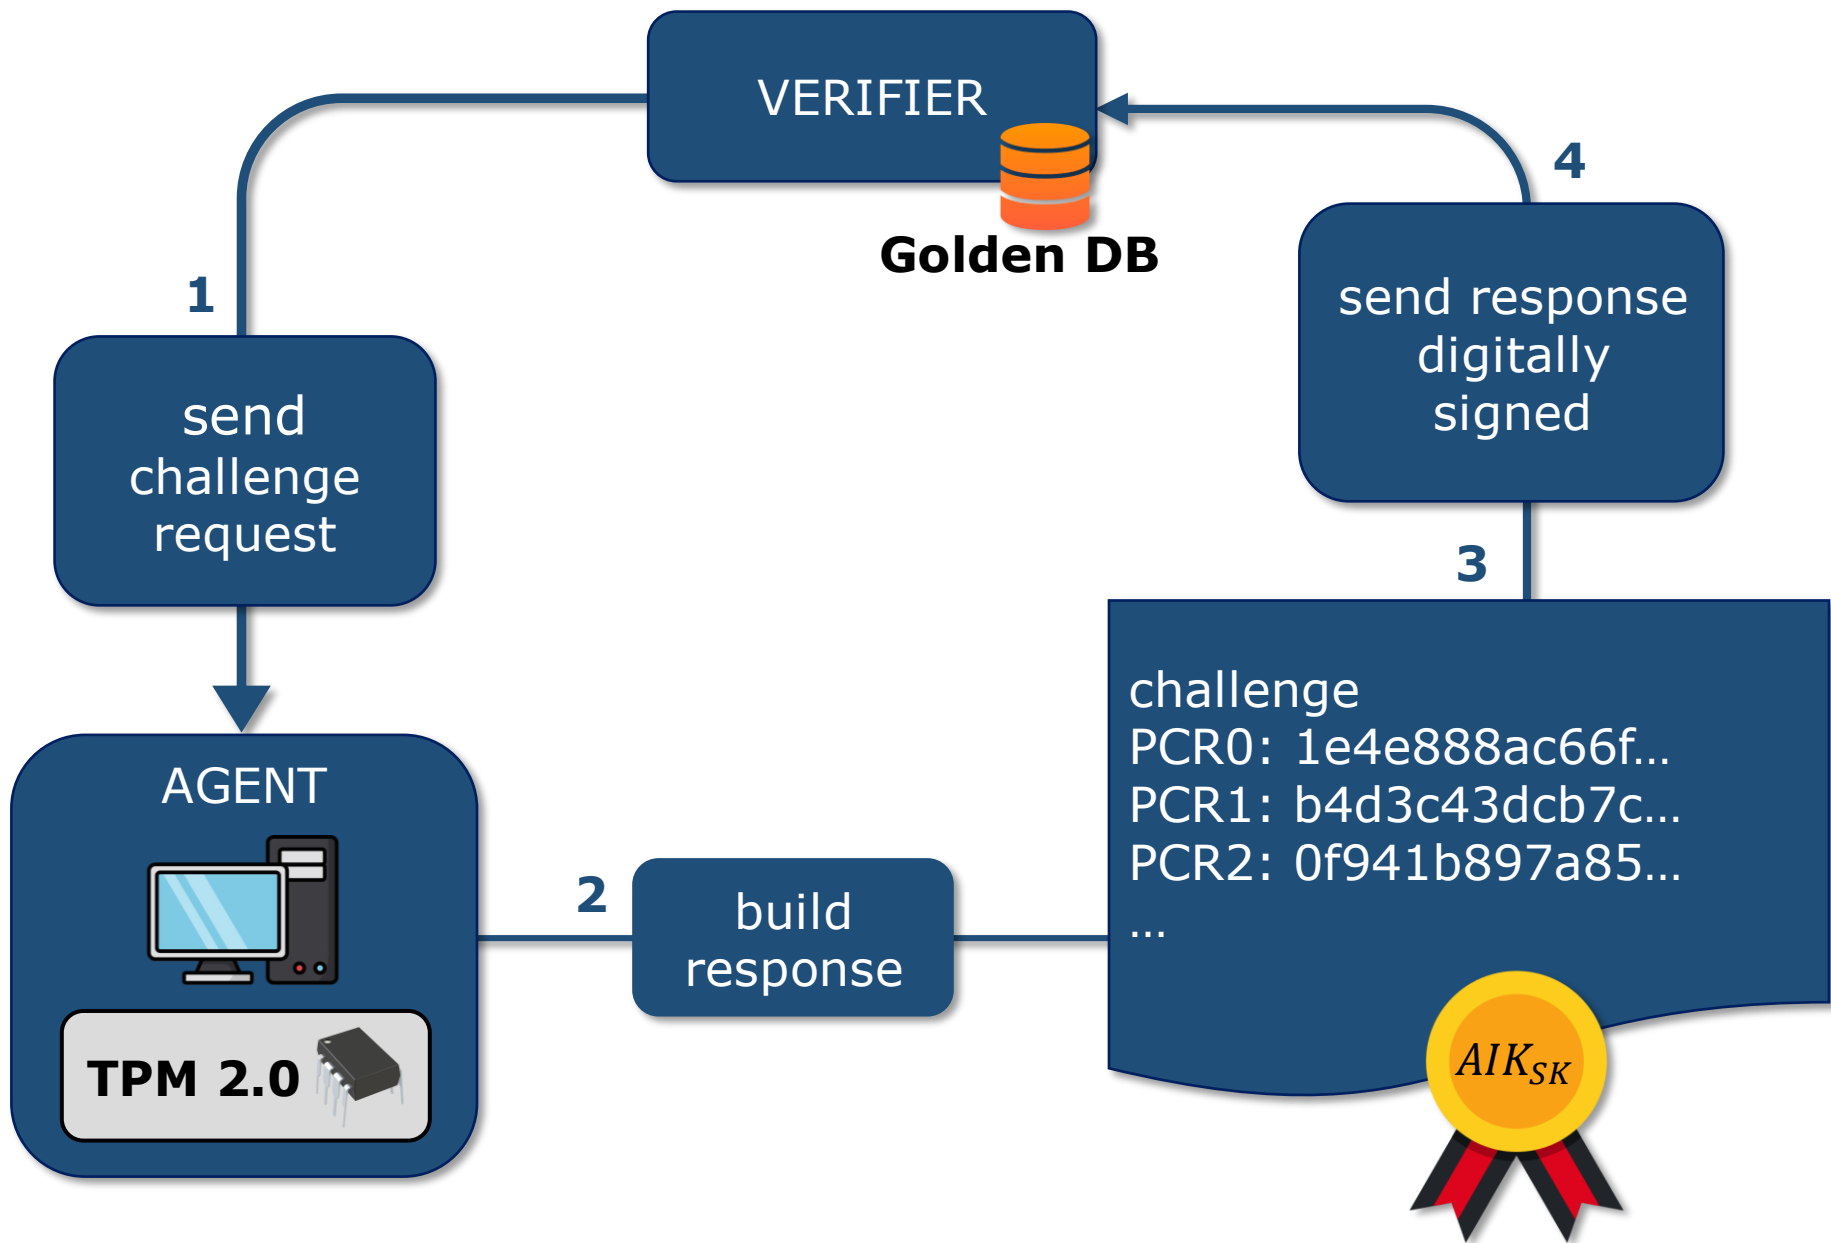 VERIFIER
Golden DB
1
send
challenge
request
AGENT
TPM 2.0
2
build
response
challenge
PCR0: 1e4e888ac66f...
PCR1: b4d3c43dcb7c...
PCR2: 0f941b897a85...
...
AIK_SK
3
send response
digitally
signed
4